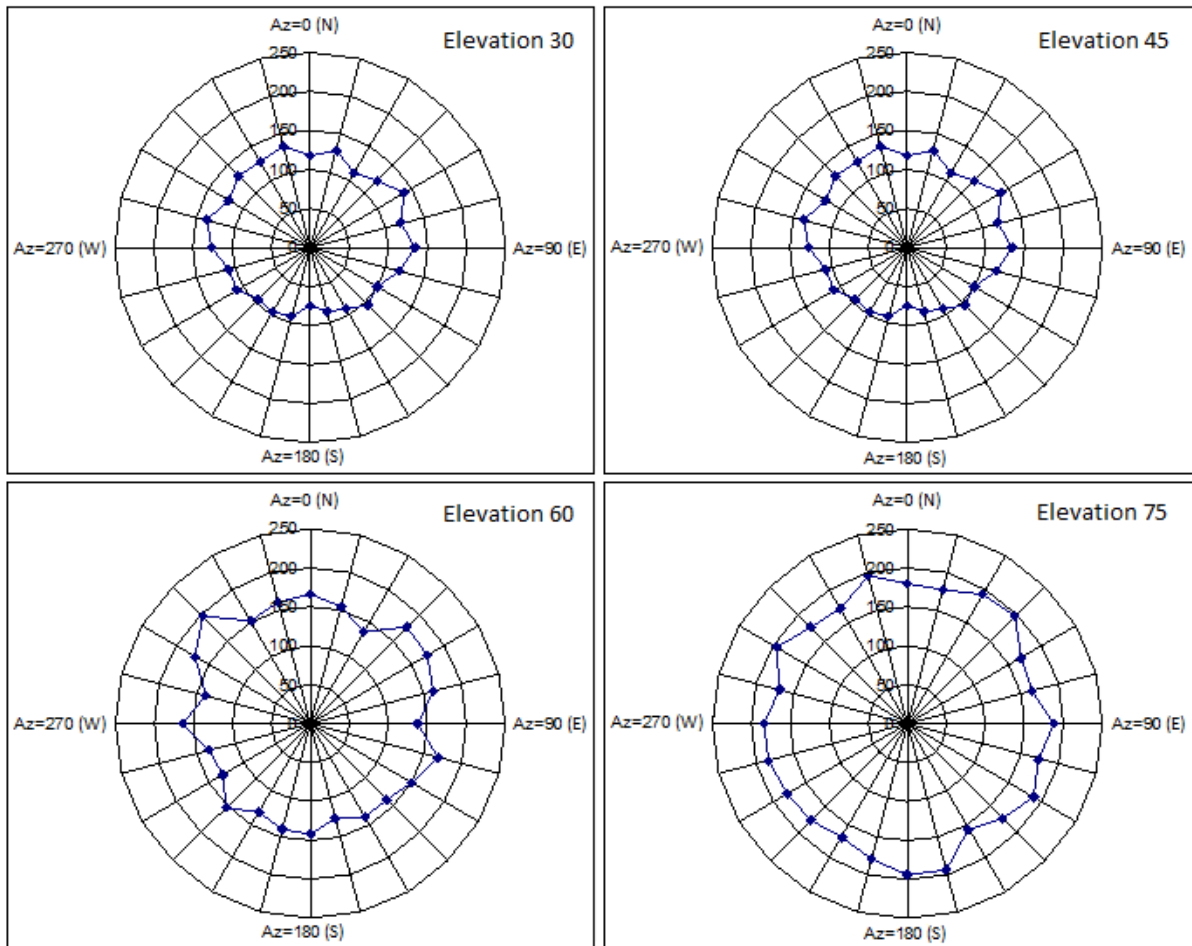 Az=0 (N)
Elevation 30
250
200
150
100
50
0
Az=270 (W)
Az=90 (E)
Az=180 (S)
Az=0 (N)
Elevation 45
250
200
150
100
50
0
Az=270 (W)
Az=90 (E)
Az=180 (S)
Az=0 (N)
Elevation 60
250
200
150
100
50
0
Az=270 (W)
Az=90 (E)
Az=180 (S)
Az=0 (N)
Elevation 75
250
200
150
100
50
0
Az=270 (W)
Az=90 (E)
Az=180 (S)